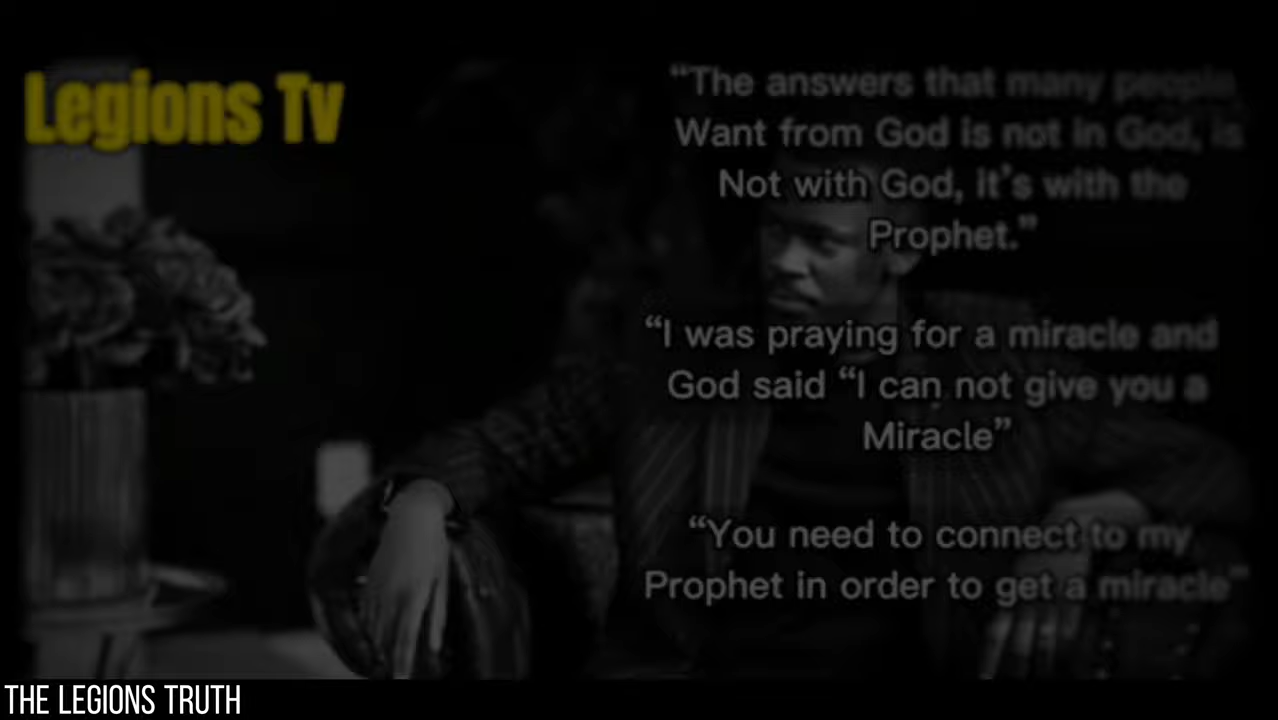 Legions Tv
“The answers that many people
Want from God is not in God, is
Not with God, it’s with the
Prophet.”
“I was praying for a miracle and
God said “I can not give you a
Miracle”
“You need to connect to my
Prophet in order to get a miracle”
THE LEGIONS TRUTH